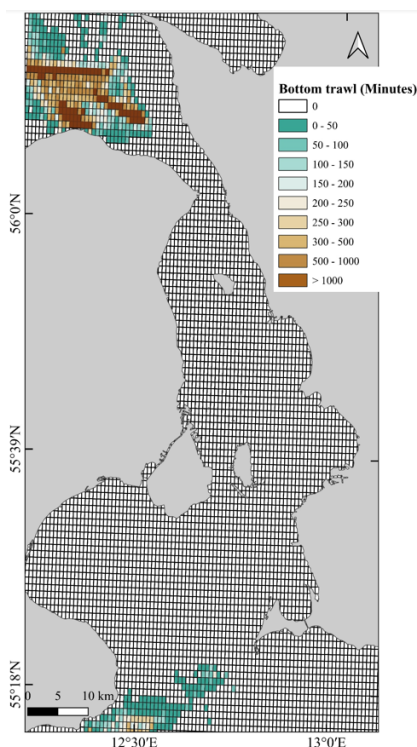 Bottom trawl (Minutes)
0
0 - 50
50 - 100
100 - 150
150 - 200
200 - 250
250 - 300
300 - 500
500 - 1000
> 1000
56°0'N
55°39'N
55°18'N
0 5 10 km
12°30'E 13°0'E